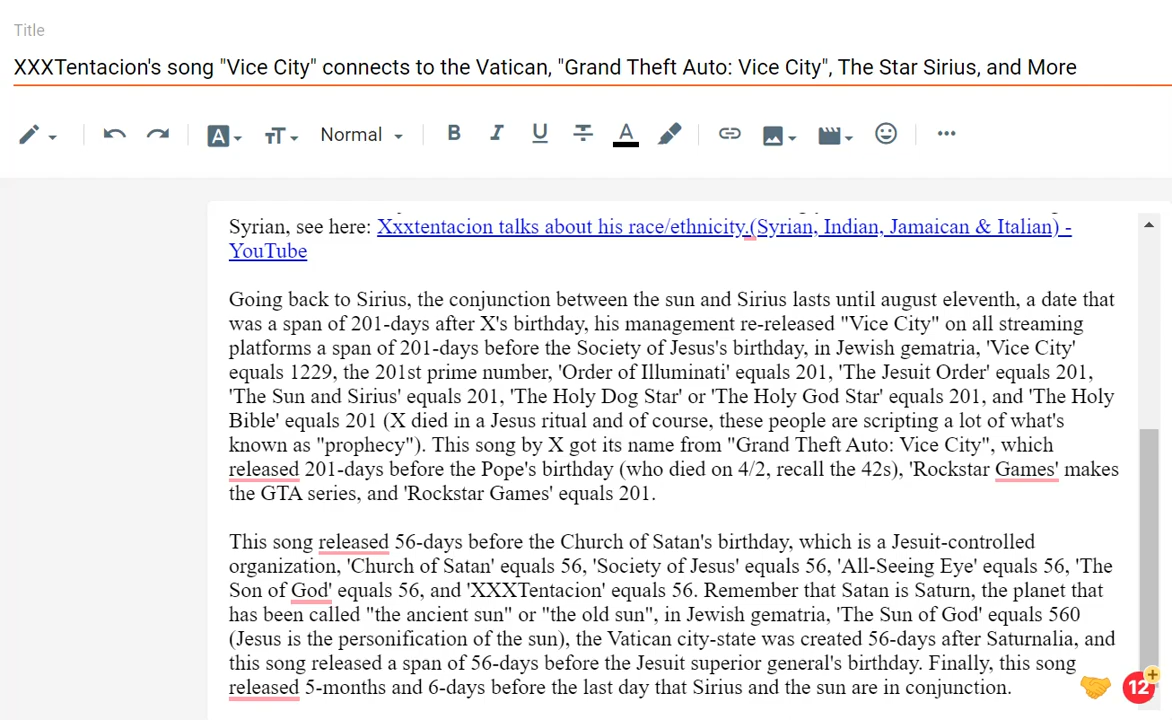 Title
XXXTentacion's song "Vice City" connects to the Vatican, "Grand Theft Auto: Vice City", The Star Sirius, and More
A
TT
Normal
B
I
U
A
Syrian, see here: Xxxtentacion talks about his race/ethnicity.(Syrian, Indian, Jamaican & Italian) -
YouTube
Going back to Sirius, the conjunction between the sun and Sirius lasts until august eleventh, a date that
was a span of 201-days after X's birthday, his management re-released "Vice City" on all streaming
platforms a span of 201-days before the Society of Jesus's birthday, in Jewish gematria, 'Vice City'
equals 1229, the 201st prime number, 'Order of Illuminati' equals 201, 'The Jesuit Order' equals 201,
'The Sun and Sirius' equals 201, 'The Holy Dog Star' or 'The Holy God Star' equals 201, and 'The Holy
Bible' equals 201 (X died in a Jesus ritual and of course, these people are scripting a lot of what's
known as "prophecy"). This song by X got its name from "Grand Theft Auto: Vice City", which
released 201-days before the Pope's birthday (who died on 4/2, recall the 42s), 'Rockstar Games' makes
the GTA series, and 'Rockstar Games' equals 201.
This song released 56-days before the Church of Satan's birthday, which is a Jesuit-controlled
organization, 'Church of Satan' equals 56, 'Society of Jesus' equals 56, 'All-Seeing Eye' equals 56, 'The
Son of God' equals 56, and 'XXXTentacion' equals 56. Remember that Satan is Saturn, the planet that
has been called "the ancient sun" or "the old sun", in Jewish gematria, 'The Sun of God' equals 560
(Jesus is the personification of the sun), the Vatican city-state was created 56-days after Saturnalia, and
this song released a span of 56-days before the Jesuit superior general's birthday. Finally, this song
released 5-months and 6-days before the last day that Sirius and the sun are in conjunction.
12